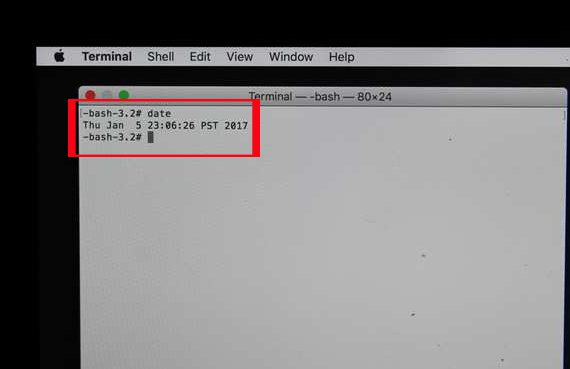 Terminal Shell Edit View Window Help
Terminal — -bash — 80×24
[-bash-3.2# date
Thu Jan  5 23:06:26 PST 2017
-bash-3.2#